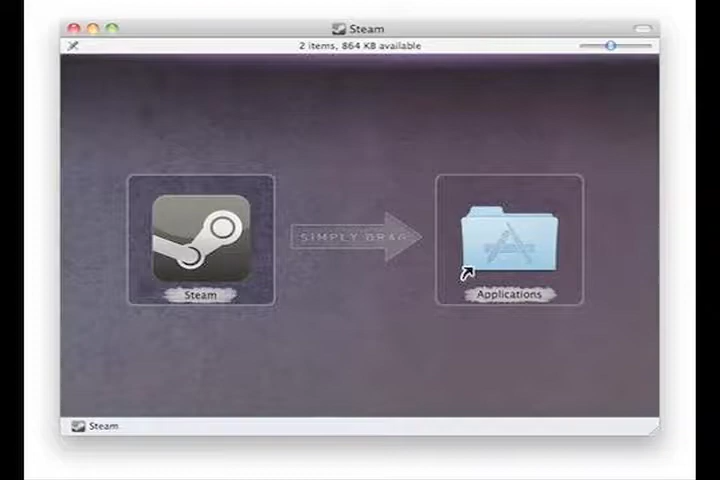 Steam
2 items, 864 KB available
SIMPLY DRAG
Steam
Applications
Steam